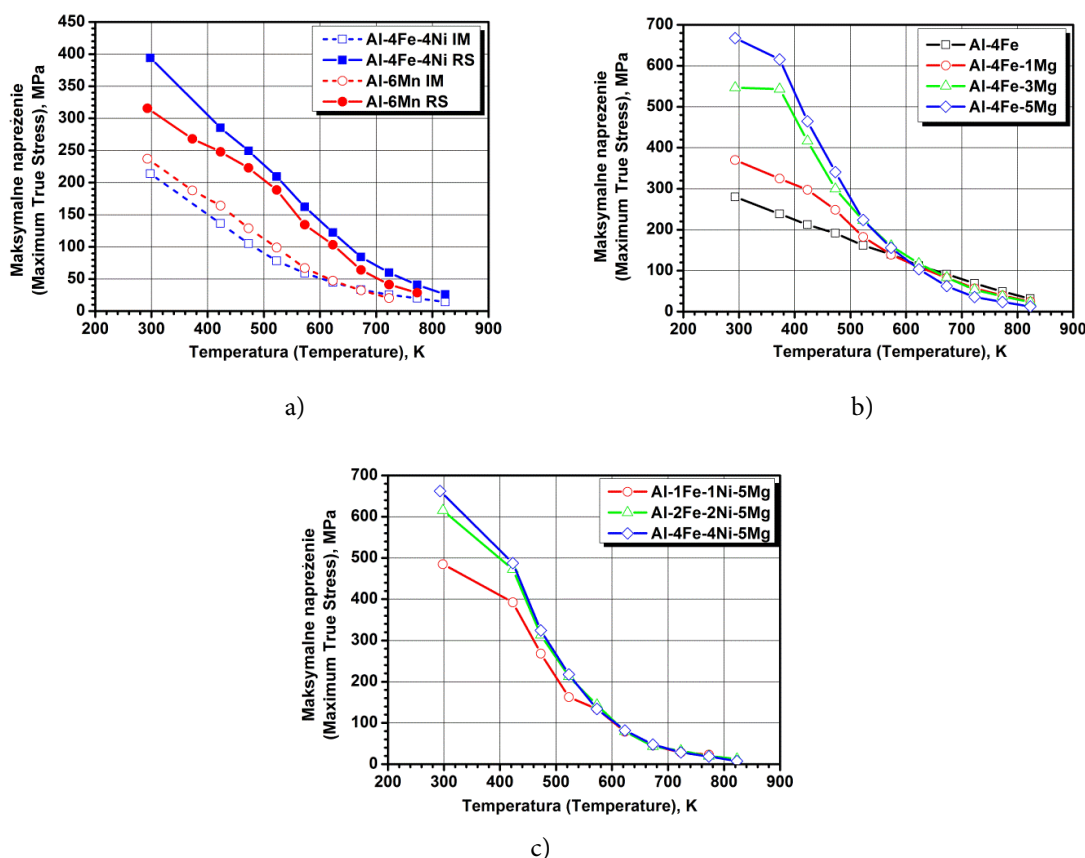 450
400
350
300
250
200
150
100
50
0
200 300 400 500 600 700 800 900
Maksymalne naprężenie
(Maximum True Stress), MPa
Temperatura (Temperature), K
Al-4Fe-4Ni IM
Al-4Fe-4Ni RS
Al-6Mn IM
Al-6Mn RS
a)
700
600
500
400
300
200
100
0
200 300 400 500 600 700 800 900
Maksymalne naprężenie
(Maximum True Stress), MPa
Temperatura (Temperature), K
Al-4Fe
Al-4Fe-1Mg
Al-4Fe-3Mg
Al-4Fe-5Mg
b)
700
600
500
400
300
200
100
0
200 300 400 500 600 700 800 900
Maksymalne naprężenie
(Maximum True Stress), MPa
Temperatura (Temperature), K
Al-1Fe-1Ni-5Mg
Al-2Fe-2Ni-5Mg
Al-4Fe-4Ni-5Mg
c)